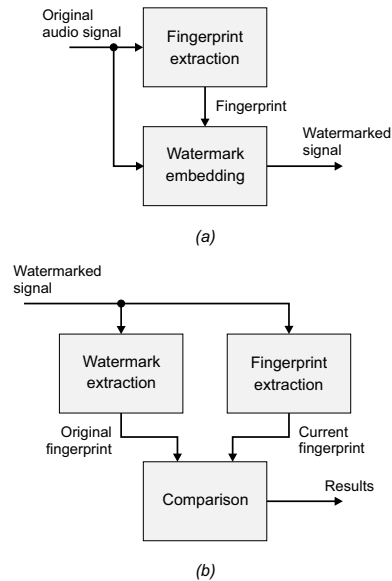 Original
audio signal
Fingerprint
extraction
Fingerprint
Watermark
embedding
Watermarked
signal
(a)
Watermarked
signal
Watermark
extraction
Fingerprint
extraction
Original
fingerprint
Current
fingerprint
Comparison
Results
(b)